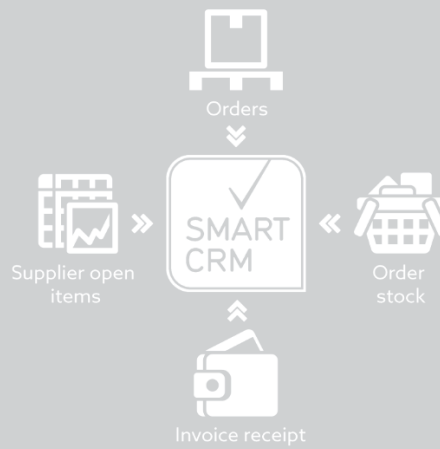 Orders
SMART
CRM
Supplier open
items
Order
stock
Invoice receipt